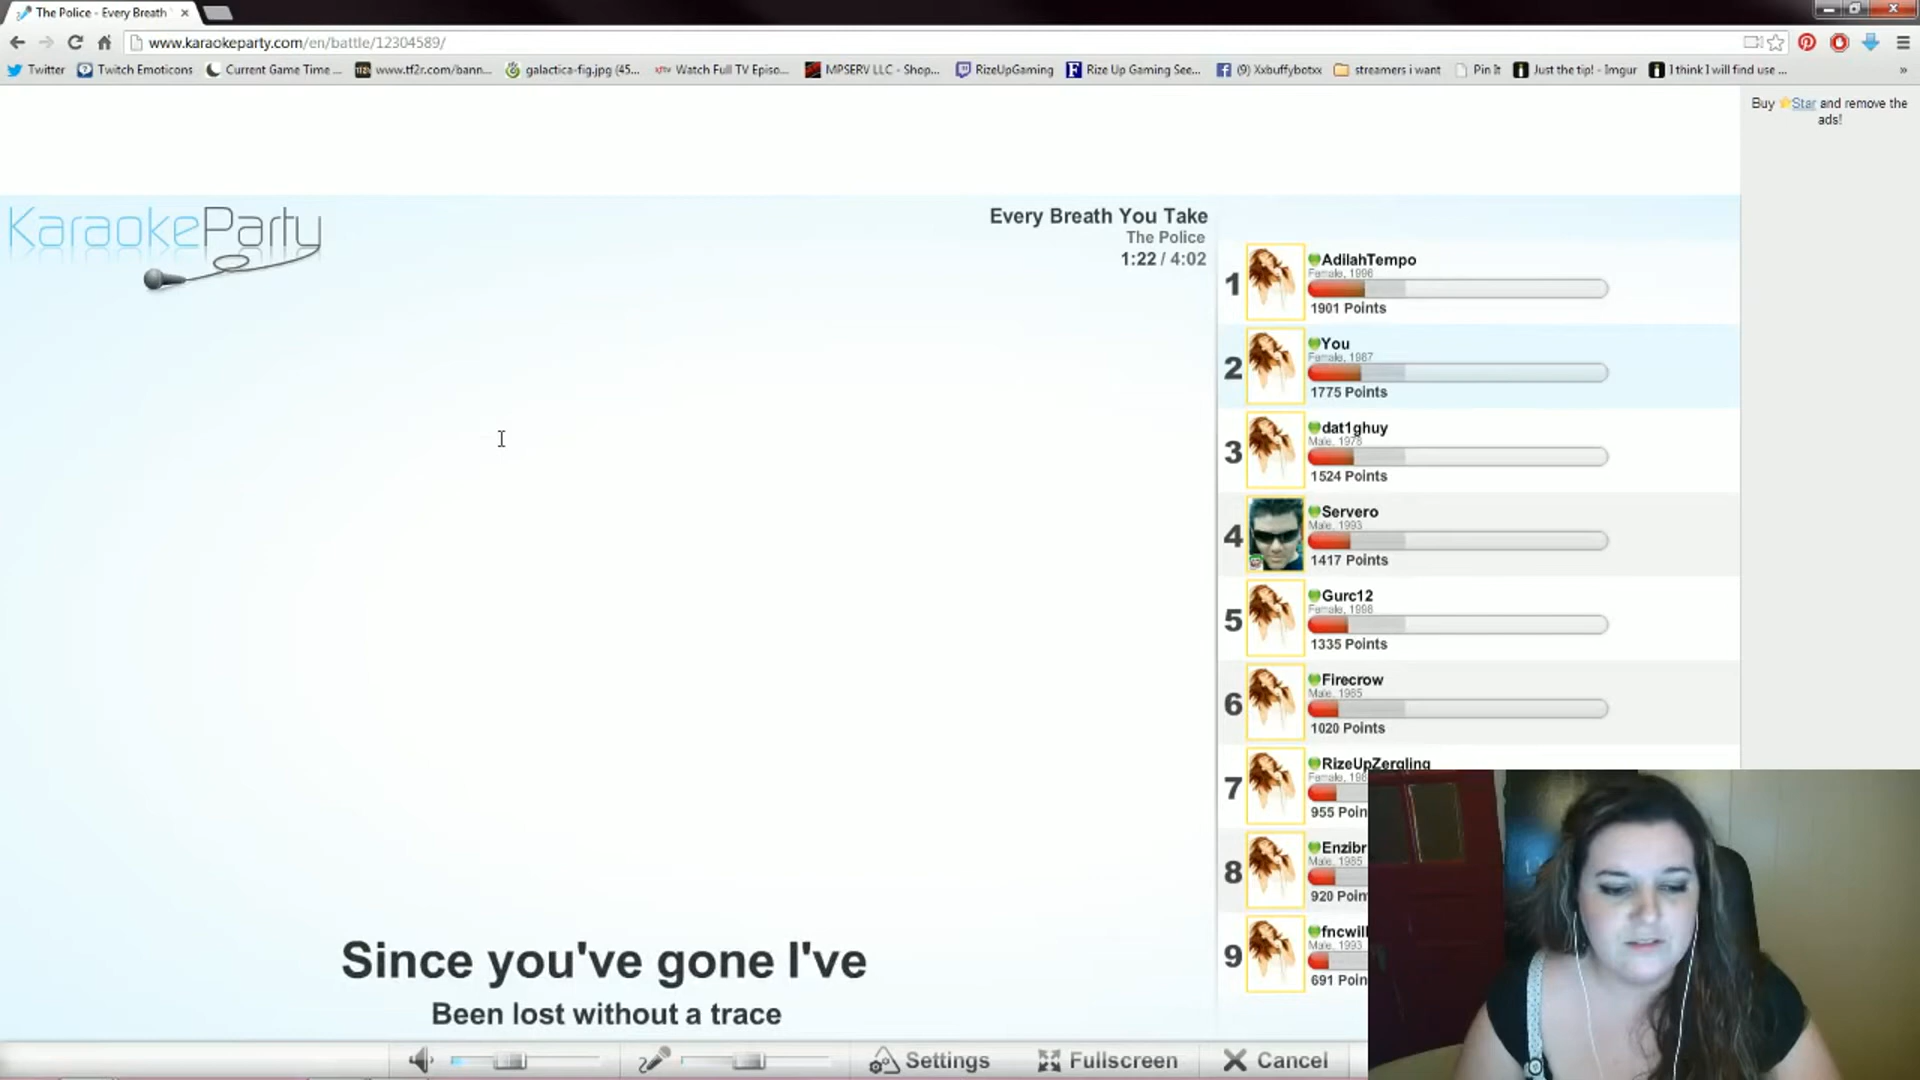 The Police - Every Breath
www.karaokeparty.com/en/battle/12304589/
Twitter
Twitch Emoticons
Current Game Time ...
www.tf2r.com/bann...
galactica-fig.jpg (45...
Watch Full TV Episo...
MPSERV LLC - Shop...
RizeUpGaming
Rize Up Gaming See...
(9) Xxbuffybotxx
streamers i want
Pin It
Just the tip! - Imgur
I think I will find use ...
»
Buy Star and remove the
ads!
KaraokeParty
Every Breath You Take
The Police
1:22 / 4:02
1
AdilahTempo
Female, 1996
1901 Points
2
You
Female, 1987
1775 Points
3
dat1ghuy
Male, 1978
1524 Points
4
Servero
Male, 1993
1417 Points
5
Gurc12
Female, 1998
1335 Points
6
Firecrow
Male, 1985
1020 Points
7
RizeUpZergling
Female, 198
955 Poin
8
Enzibr
Male, 1985
920 Poin
9
fncwill
Male, 1993
691 Poin
Since you've gone I've
Been lost without a trace
Settings
Fullscreen
Cancel